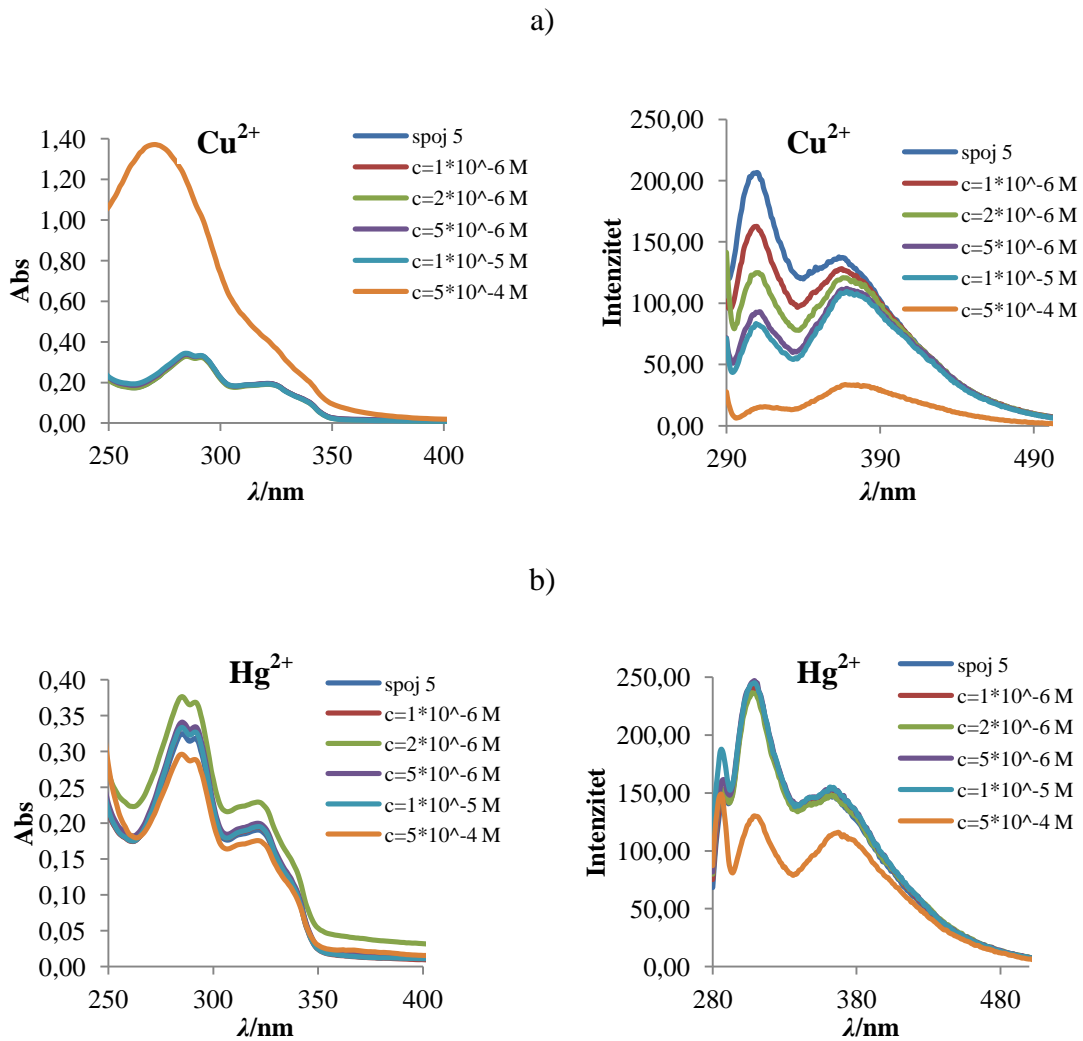 a)
Cu2+
Abs
1,40
1,20
1,00
0,80
0,60
0,40
0,20
0,00
250
300
350
400
λ/nm
spoj 5
c=1*10^-6 M
c=2*10^-6 M
c=5*10^-6 M
c=1*10^-5 M
c=5*10^-4 M
Cu2+
Intenzitet
250,00
200,00
150,00
100,00
50,00
0,00
290
390
490
λ/nm
spoj 5
c=1*10^-6 M
c=2*10^-6 M
c=5*10^-6 M
c=1*10^-5 M
c=5*10^-4 M
b)
Hg2+
Abs
0,40
0,35
0,30
0,25
0,20
0,15
0,10
0,05
0,00
250
300
350
400
λ/nm
spoj 5
c=1*10^-6 M
c=2*10^-6 M
c=5*10^-6 M
c=1*10^-5 M
c=5*10^-4 M
Hg2+
Intenzitet
250,00
200,00
150,00
100,00
50,00
0,00
280
380
480
λ/nm
spoj 5
c=1*10^-6 M
c=2*10^-6 M
c=5*10^-6 M
c=1*10^-5 M
c=5*10^-4 M